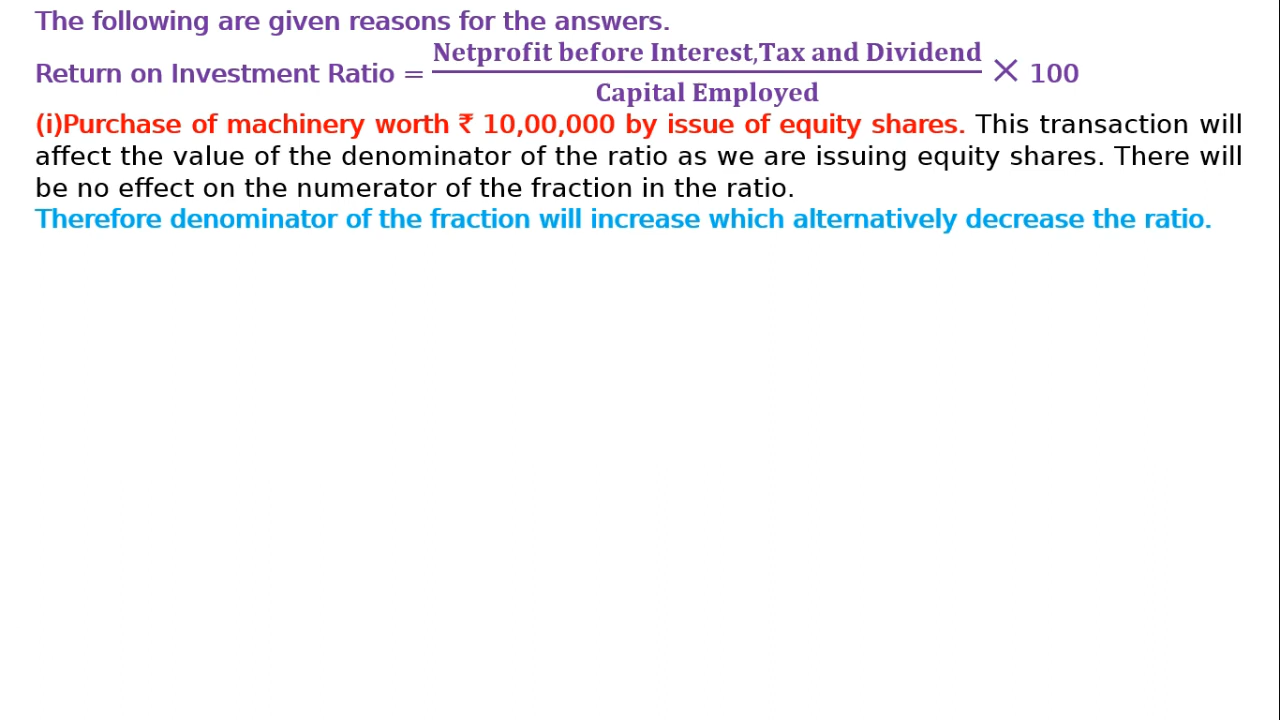 The following are given reasons for the answers.
Netprofit before Interest,Tax and Dividend
Return on Investment Ratio = × 100
Capital Employed
(i)Purchase of machinery worth ₹ 10,00,000 by issue of equity shares. This transaction will
affect the value of the denominator of the ratio as we are issuing equity shares. There will
be no effect on the numerator of the fraction in the ratio.
Therefore denominator of the fraction will increase which alternatively decrease the ratio.